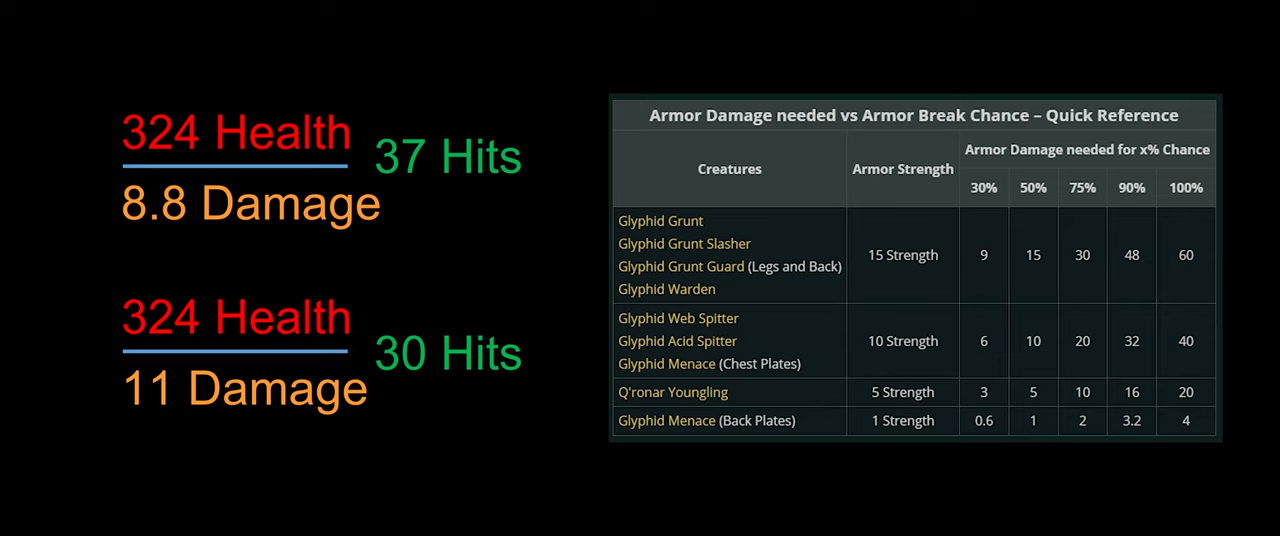 324 Health
8.8 Damage
37 Hits
324 Health
11 Damage
30 Hits
Armor Damage needed vs Armor Break Chance – Quick Reference
Creatures
Armor Strength
Armor Damage needed for x% Chance
30% 50% 75% 90% 100%
Glyphid Grunt
Glyphid Grunt Slasher
Glyphid Grunt Guard (Legs and Back)
Glyphid Warden
15 Strength 9 15 30 48 60
Glyphid Web Spitter
Glyphid Acid Spitter
Glyphid Menace (Chest Plates)
10 Strength 6 10 20 32 40
Q'ronar Youngling 5 Strength 3 5 10 16 20
Glyphid Menace (Back Plates) 1 Strength 0.6 1 2 3.2 4